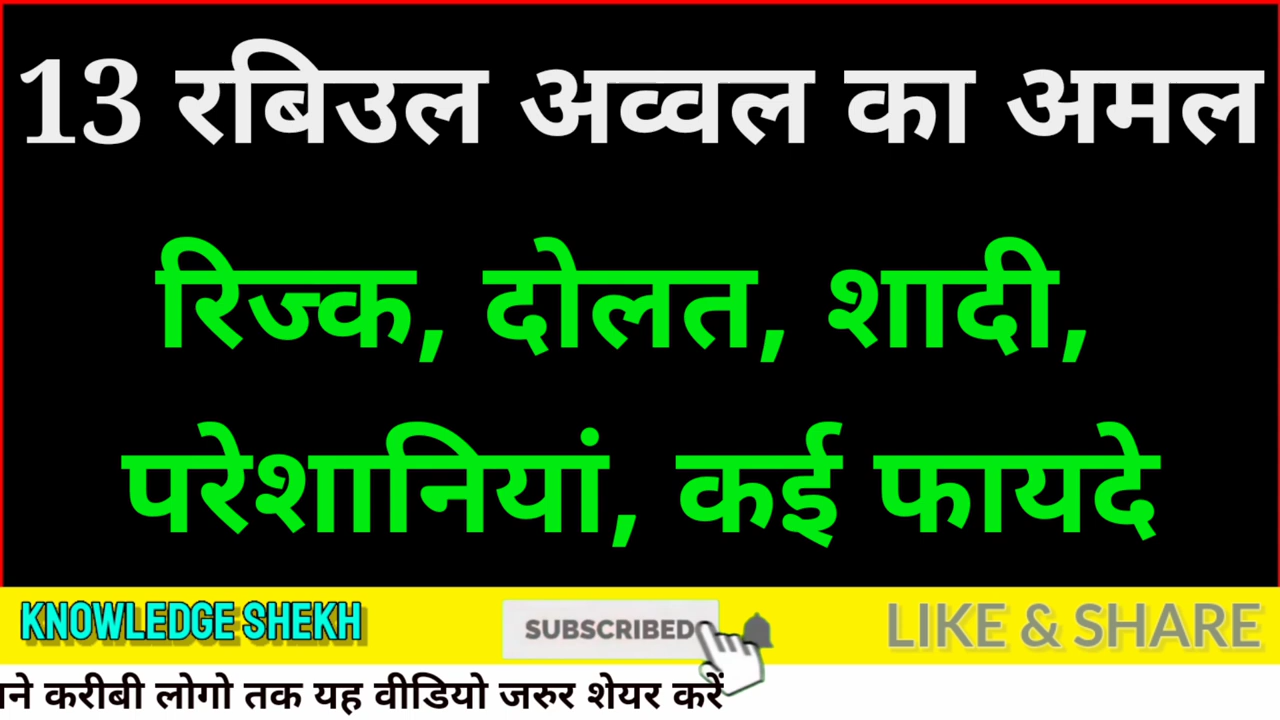 13 रबिउल अव्वल का अमल
रिज्क, दोलत, शादी,
परेशानियां, कई फायदे
KNOWLEDGE SHEKH
SUBSCRIBED
LIKE & SHARE
करीबी लोगो तक यह वीडियो जरुर शेयर करें